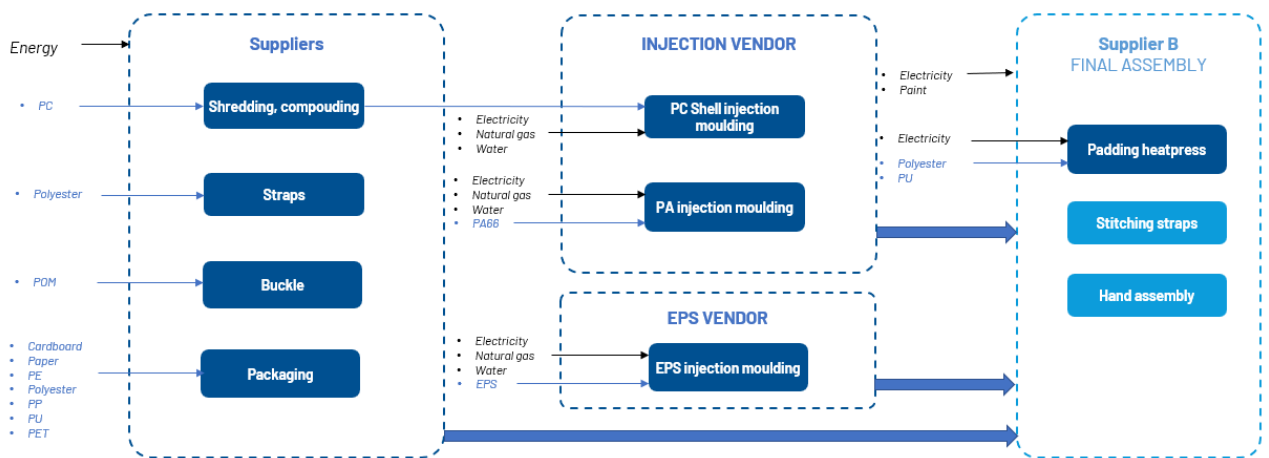 Energy
Suppliers
• PC
Shredding, compouding
• Polyester
Straps
• POM
Buckle
• Cardboard
• Paper
• PE
• Polyester
• PP
• PU
• PET
Packaging
INJECTION VENDOR
• Electricity
• Natural gas
• Water
PC Shell injection
moulding
• Electricity
• Natural gas
• Water
• PA66
PA injection moulding
EPS VENDOR
• Electricity
• Natural gas
• Water
• EPS
EPS injection moulding
Supplier B
FINAL ASSEMBLY
• Electricity
• Paint
• Electricity
• Polyester
• PU
Padding heatpress
Stitching straps
Hand assembly